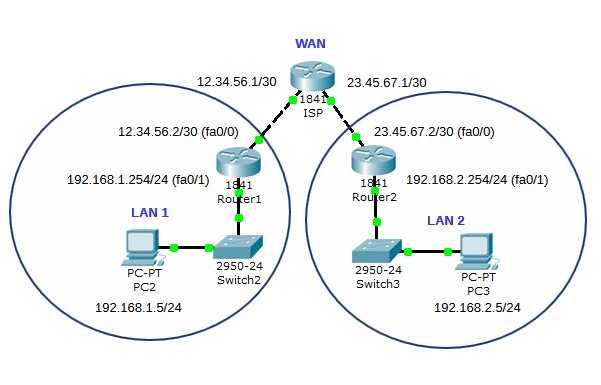 WAN
12.34.56.1/30
23.45.67.1/30
1841
ISP
12.34.56.2/30 (fa0/0)
23.45.67.2/30 (fa0/0)
192.168.1.254/24 (fa0/1)
1841
Router1
1841
Router2
192.168.2.254/24 (fa0/1)
LAN 1
LAN 2
PC-PT
PC2
2950-24
Switch2
2950-24
Switch3
PC-PT
PC3
192.168.1.5/24
192.168.2.5/24